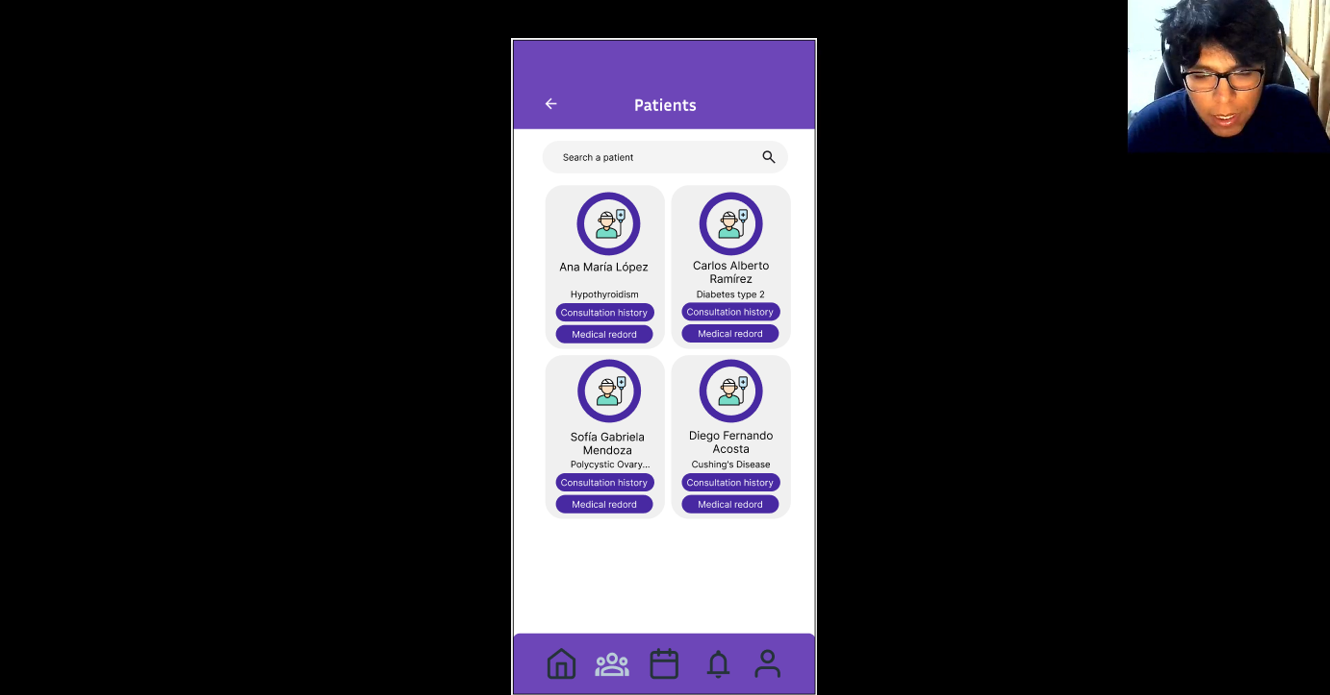 Patients
Search a patient
Ana María López
Hypothyroidism
Consultation history
Medical redord
Carlos Alberto
Ramírez
Diabetes type 2
Consultation history
Medical redord
Sofía Gabriela
Mendoza
Polycystic Ovary...
Consultation history
Medical redord
Diego Fernando
Acosta
Cushing's Disease
Consultation history
Medical redord